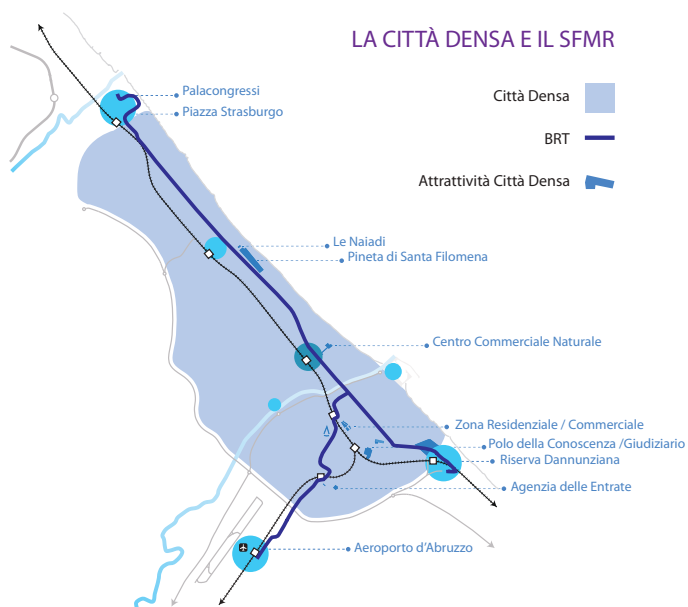 LA CITTÀ DENSA E IL SFMR
Città Densa
BRT
Attrattività Città Densa
Palacongressi
Piazza Strasburgo
Le Naiadi
Pineta di Santa Filomena
Centro Commerciale Naturale
Zona Residenziale / Commerciale
Polo della Conoscenza /Giudiziario
Riserva Dannunziana
Agenzia delle Entrate
Aeroporto d'Abruzzo